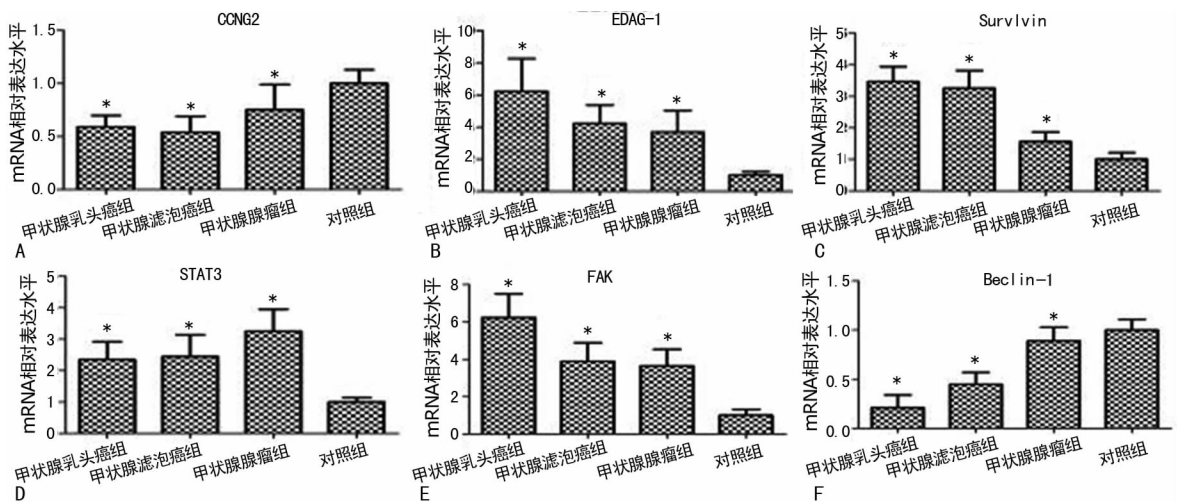 CCNG2
mRNA相对表达水平
1.5
1.0
0.5
0.0
甲状腺乳头癌组
甲状腺滤泡癌组
甲状腺腺瘤组
对照组
* * *
A
EDAG-1
mRNA相对表达水平
10
8
6
4
2
0
甲状腺乳头癌组
甲状腺滤泡癌组
甲状腺腺瘤组
对照组
* * *
B
Survlvin
mRNA相对表达水平
5
4
3
2
1
0
甲状腺乳头癌组
甲状腺滤泡癌组
甲状腺腺瘤组
对照组
* * *
C
STAT3
mRNA相对表达水平
5
4
3
2
1
0
甲状腺乳头癌组
甲状腺滤泡癌组
甲状腺腺瘤组
对照组
* * *
D
FAK
mRNA相对表达水平
8
6
4
2
0
甲状腺乳头癌组
甲状腺滤泡癌组
甲状腺腺瘤组
对照组
* * *
E
Beclin-1
mRNA相对表达水平
1.5
1.0
0.5
0.0
甲状腺乳头癌组
甲状腺滤泡癌组
甲状腺腺瘤组
对照组
* * *
F